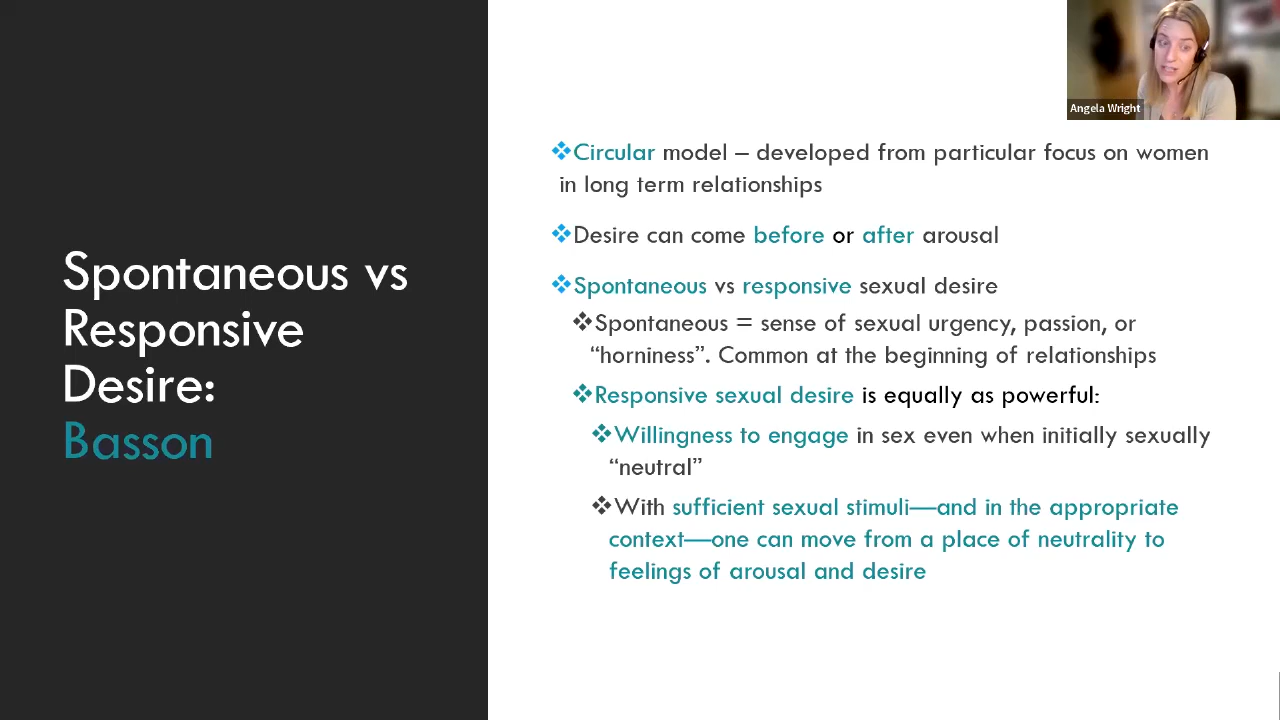 Spontaneous vs
Responsive
Desire:
Basson
❖Circular model – developed from particular focus on women
in long term relationships
❖Desire can come before or after arousal
❖Spontaneous vs responsive sexual desire
❖Spontaneous = sense of sexual urgency, passion, or
“horniness”. Common at the beginning of relationships
❖Responsive sexual desire is equally as powerful:
❖Willingness to engage in sex even when initially sexually
“neutral”
❖With sufficient sexual stimuli—and in the appropriate
context—one can move from a place of neutrality to
feelings of arousal and desire
Angela Wright